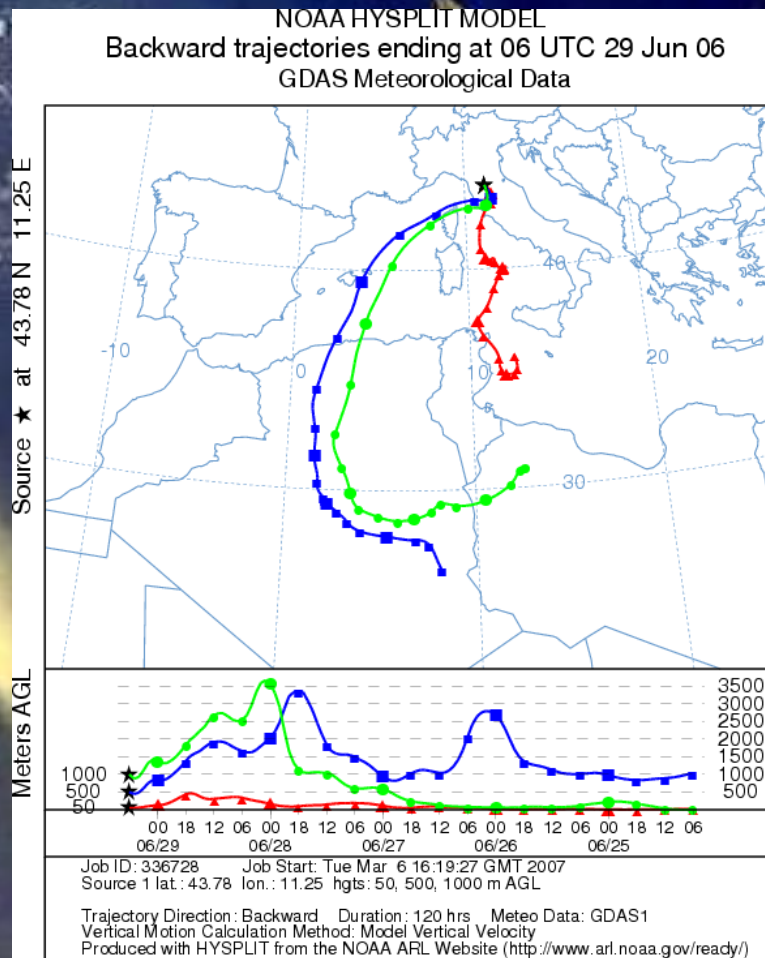 NOAA HYSPLIT MODEL
Backward trajectories ending at 06 UTC 29 Jun 06
GDAS Meteorological Data
Source ★ at 43.78 N 11.25 E
-10
0
10
20
30
40
Meters AGL
1000
500
50
3500
3000
2500
2000
1500
1000
500
00 18 12 06 00 18 12 06 00 18 12 06 00 18 12 06 00 18 12 06
06/29 06/28 06/27 06/26 06/25
Job ID: 336728 Job Start: Tue Mar 6 16:19:27 GMT 2007
Source 1 lat.: 43.78 lon.: 11.25 hgts: 50, 500, 1000 m AGL
Trajectory Direction: Backward Duration: 120 hrs Meteo Data: GDAS1
Vertical Motion Calculation Method: Model Vertical Velocity
Produced with HYSPLIT from the NOAA ARL Website (http://www.arl.noaa.gov/ready/)